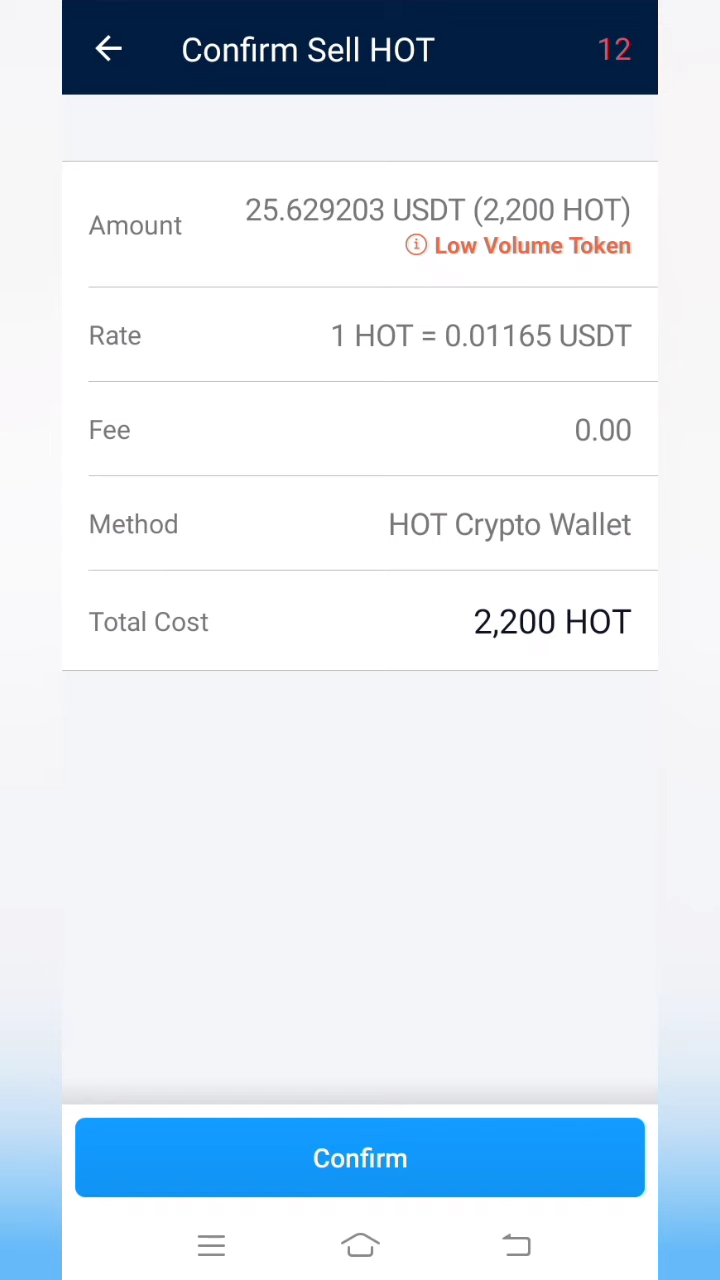 Confirm Sell HOT
12
Amount
25.629203 USDT (2,200 HOT)
Low Volume Token
Rate
1 HOT = 0.01165 USDT
Fee
0.00
Method
HOT Crypto Wallet
Total Cost
2,200 HOT
Confirm